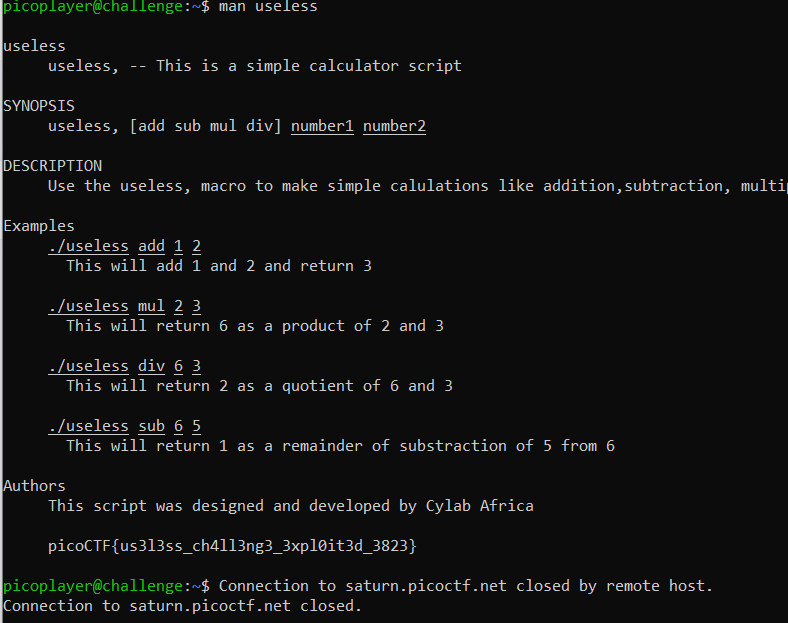 picoplayer@challenge:~$ man useless
useless
useless, -- This is a simple calculator script
SYNOPSIS
useless, [add sub mul div] number1 number2
DESCRIPTION
Use the useless, macro to make simple calulations like addition,subtraction, multip
Examples
./useless add 1 2
This will add 1 and 2 and return 3
./useless mul 2 3
This will return 6 as a product of 2 and 3
./useless div 6 3
This will return 2 as a quotient of 6 and 3
./useless sub 6 5
This will return 1 as a remainder of substraction of 5 from 6
Authors
This script was designed and developed by Cylab Africa
picoCTF{us3l3ss_ch4ll3ng3_3xpl0it3d_3823}
picoplayer@challenge:~$ Connection to saturn.picoctf.net closed by remote host.
Connection to saturn.picoctf.net closed.